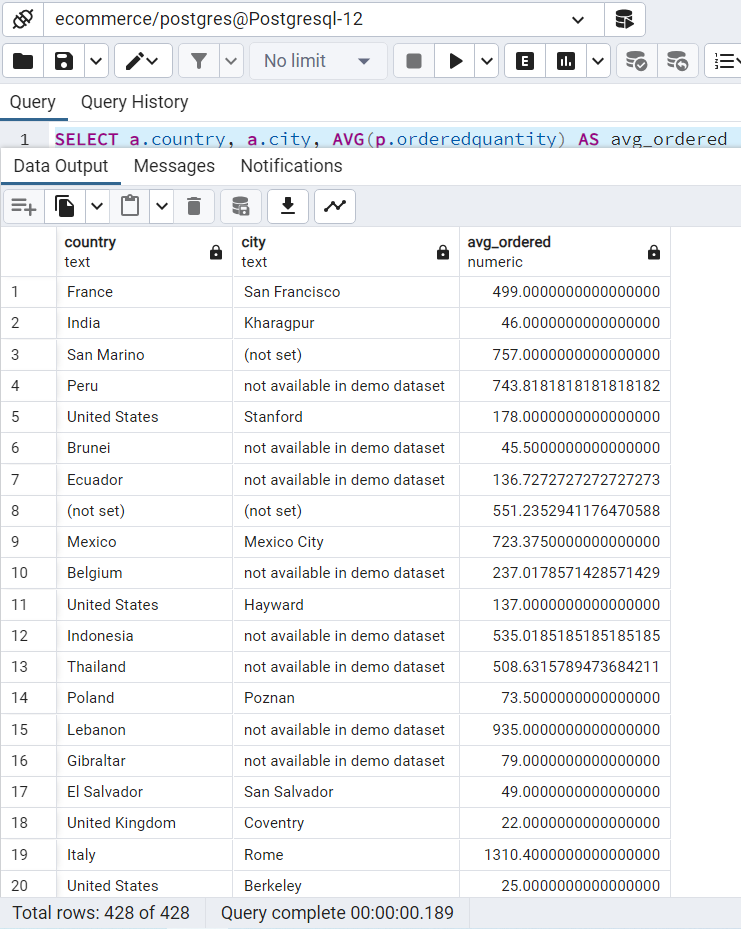 ecommerce/postgres@Postgresql-12
No limit
E
Query Query History
1 SELECT a.country, a.city, AVG(p.orderedquantity) AS avg_ordered
Data Output Messages Notifications
country city avg_ordered
text text numeric
1 France San Francisco 499.0000000000000000
2 India Kharagpur 46.0000000000000000
3 San Marino (not set) 757.0000000000000000
4 Peru not available in demo dataset 743.8181818181818182
5 United States Stanford 178.0000000000000000
6 Brunei not available in demo dataset 45.5000000000000000
7 Ecuador not available in demo dataset 136.7272727272727273
8 (not set) (not set) 551.2352941176470588
9 Mexico Mexico City 723.3750000000000000
10 Belgium not available in demo dataset 237.0178571428571429
11 United States Hayward 137.0000000000000000
12 Indonesia not available in demo dataset 535.0185185185185185
13 Thailand not available in demo dataset 508.6315789473684211
14 Poland Poznan 73.5000000000000000
15 Lebanon not available in demo dataset 935.0000000000000000
16 Gibraltar not available in demo dataset 79.0000000000000000
17 El Salvador San Salvador 49.0000000000000000
18 United Kingdom Coventry 22.0000000000000000
19 Italy Rome 1310.4000000000000000
20 United States Berkeley 25.0000000000000000
Total rows: 428 of 428 Query complete 00:00:00.189